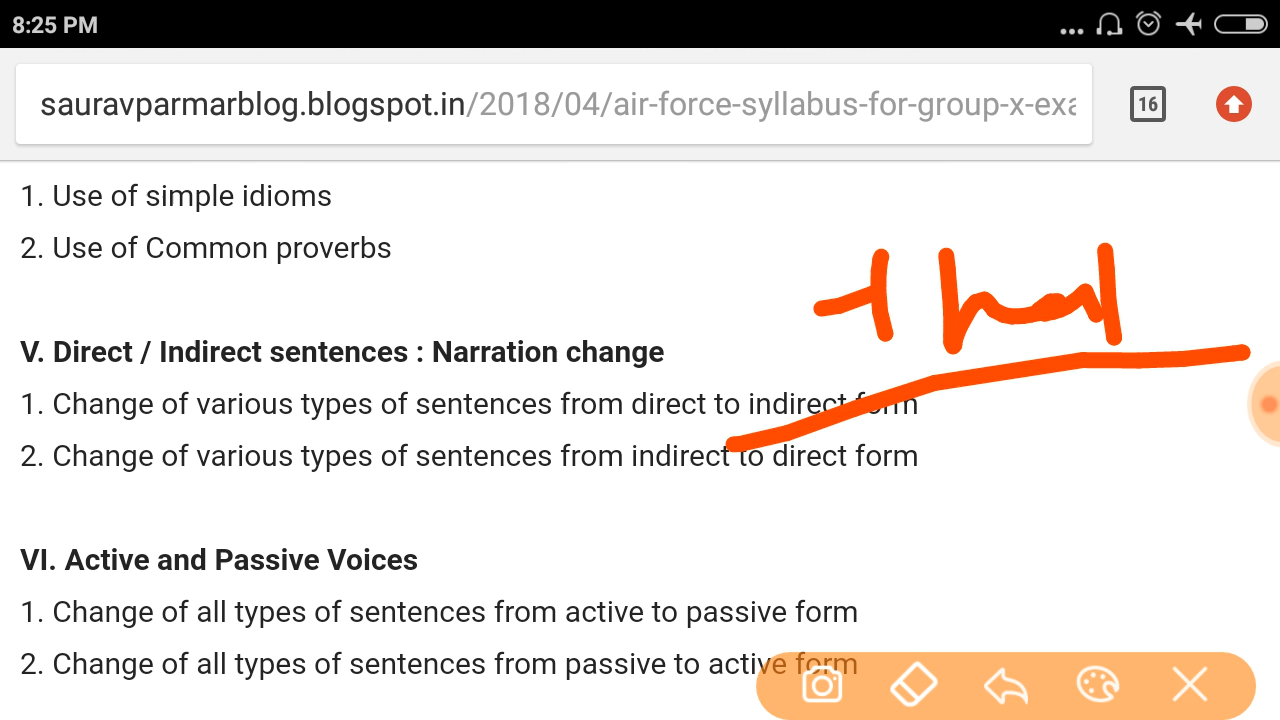 8:25 PM
sauravparmarblog.blogspot.in/2018/04/air-force-syllabus-for-group-x-exa
16
1. Use of simple idioms
2. Use of Common proverbs
V. Direct / Indirect sentences : Narration change
1. Change of various types of sentences from direct to indirect form
2. Change of various types of sentences from indirect to direct form
VI. Active and Passive Voices
1. Change of all types of sentences from active to passive form
2. Change of all types of sentences from passive to active form